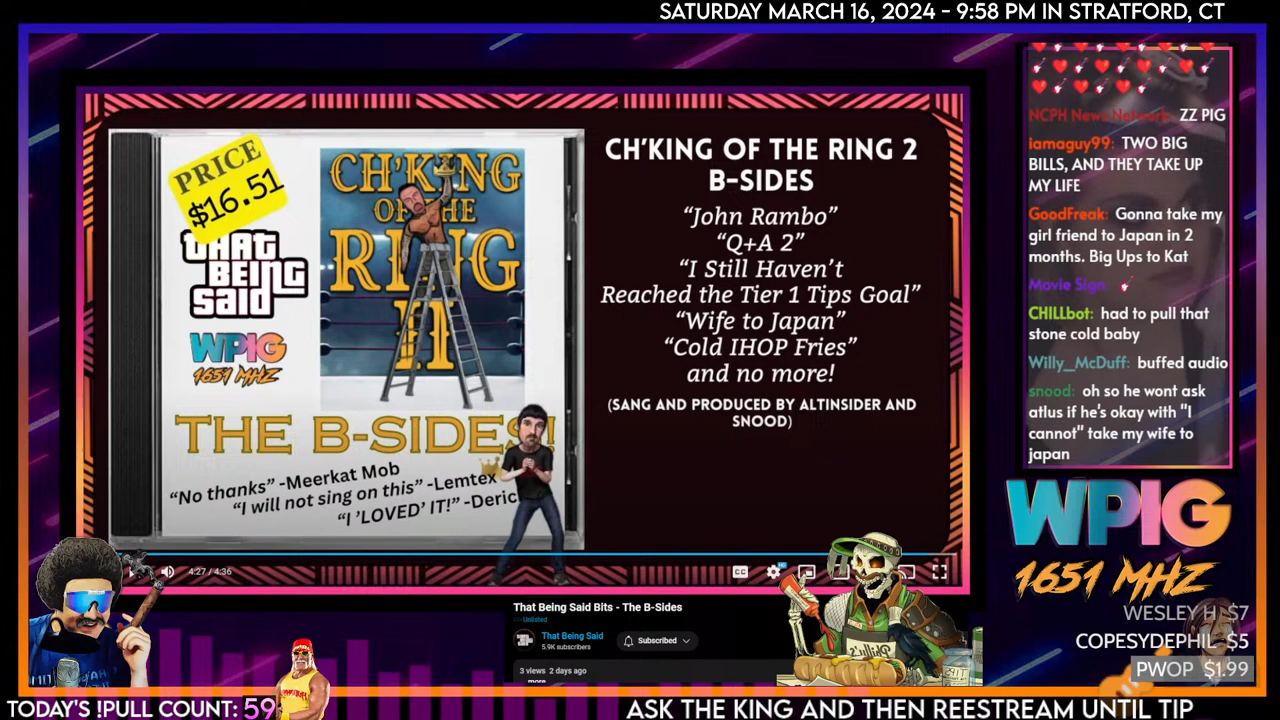 SATURDAY MARCH 16, 2024 - 9:58 PM IN STRATFORD, CT
PRICE
$16.51
that
being
said
WPIG
1651 MHZ
CH'KING
OF THE
RING
II
THE B-SIDES!
"No thanks" -Meerkat Mob
"I will not sing on this" -Lemtex
"I 'LOVED' IT!" -Deric
CH'KING OF THE RING 2
B-SIDES
"John Rambo"
"Q+A 2"
"I Still Haven't
Reached the Tier 1 Tips Goal"
"Wife to Japan"
"Cold IHOP Fries"
and no more!
(SANG AND PRODUCED BY ALTINSIDER AND
SNOOD)
4:27 / 4:36
CC
HD
That Being Said Bits - The B-Sides
Unlisted
That Being Said
5.9K subscribers
Subscribed
3 views 2 days ago
more
NCPH News Network: ZZ PIG
iamaguy99: TWO BIG
BILLS, AND THEY TAKE UP
MY LIFE
GoodFreak: Gonna take my
girl friend to Japan in 2
months. Big Ups to Kat
Movie Sign:
CHILLbot: had to pull that
stone cold baby
Willy_McDuff: buffed audio
snood: oh so he wont ask
atlus if he's okay with "I
cannot" take my wife to
japan
WPIG
1651 MHZ
WESLEY H $7
COPESYDEPHIL $5
PWOP $1.99
TODAY'S !PULL COUNT: 59
ASK THE KING AND THEN REESTREAM UNTIL TIP